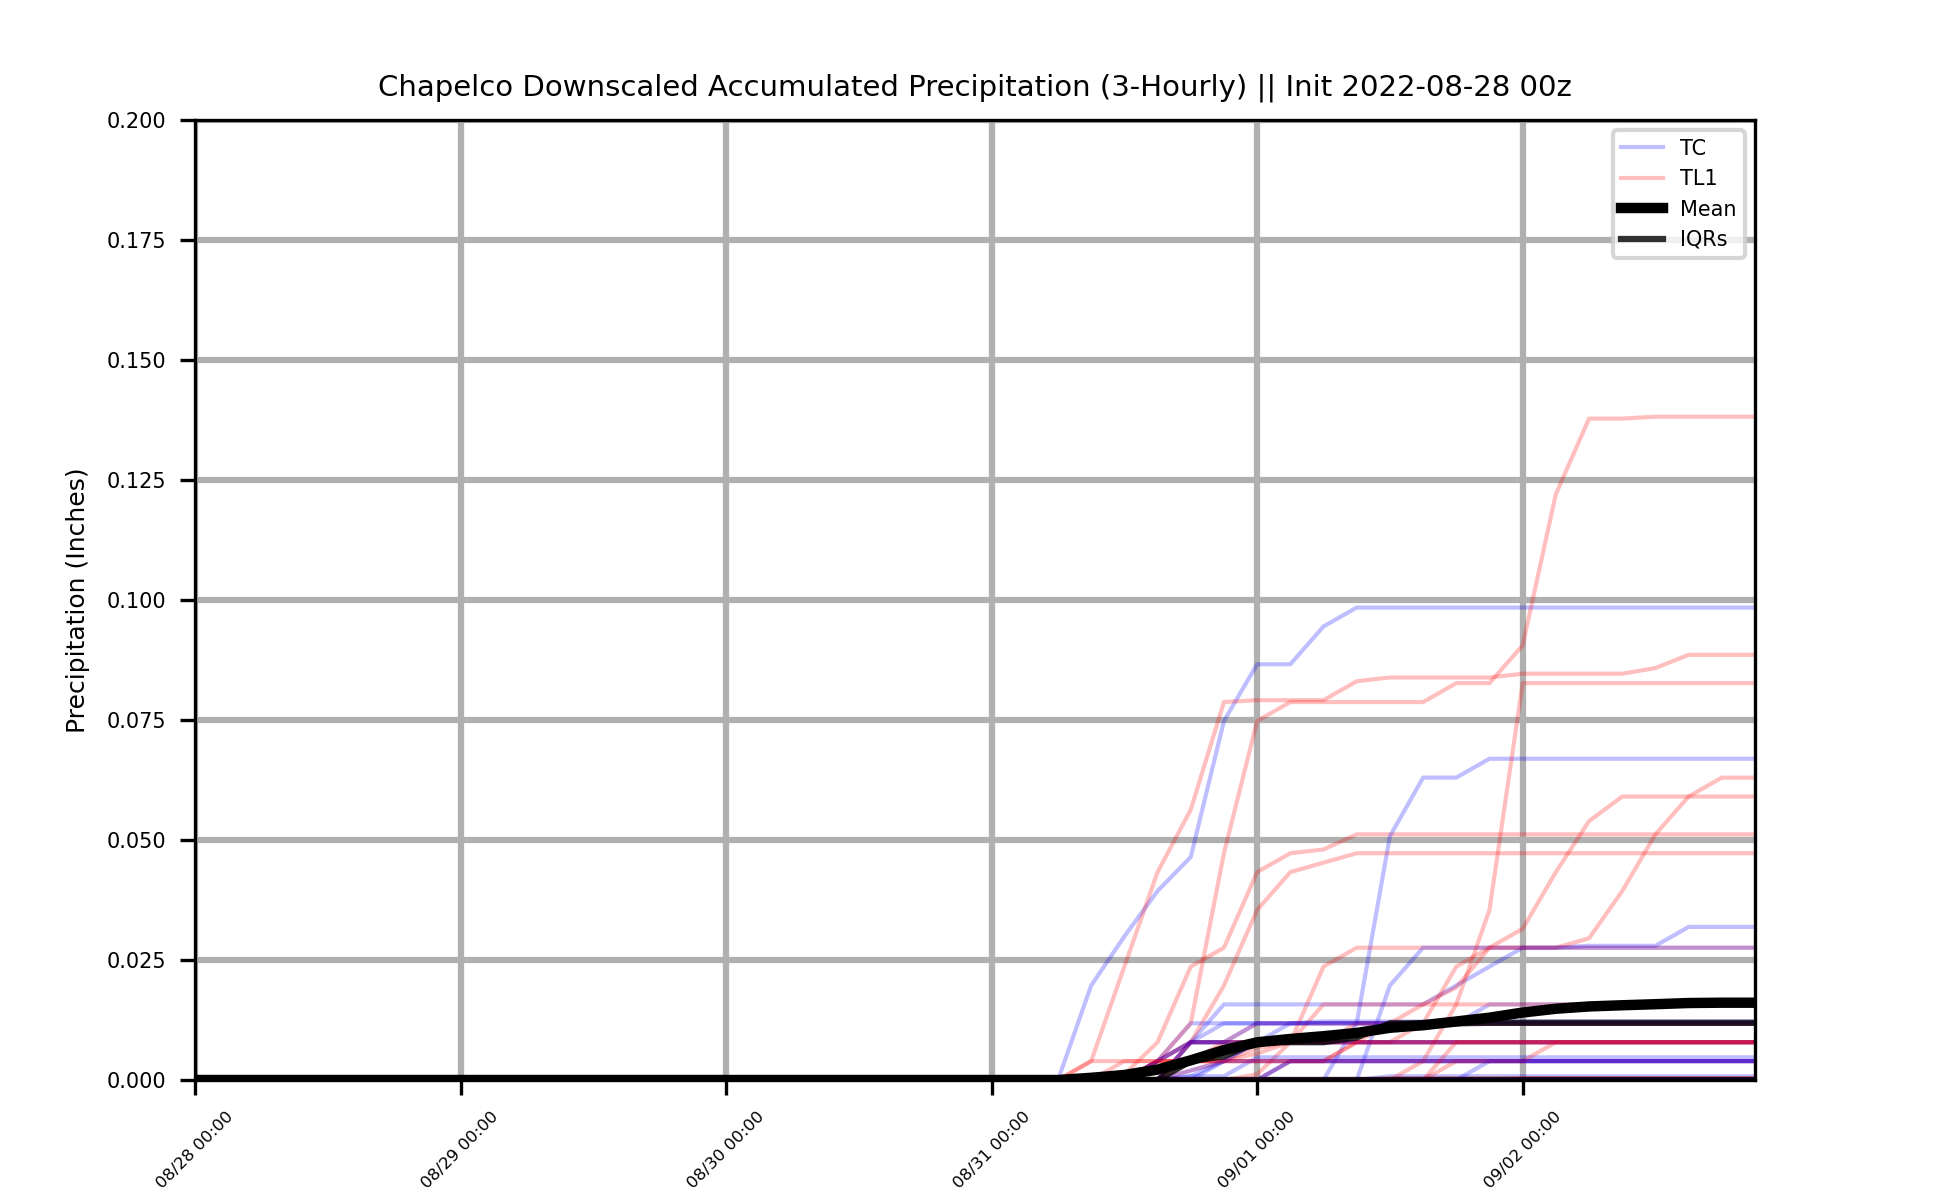 Chapelco Downscaled Accumulated Precipitation (3-Hourly) || Init 2022-08-28 00z
TC
TL1
Mean
IQRs
Precipitation (Inches)
0.200
0.175
0.150
0.125
0.100
0.075
0.050
0.025
0.000
08/28 00:00
08/29 00:00
08/30 00:00
08/31 00:00
09/01 00:00
09/02 00:00